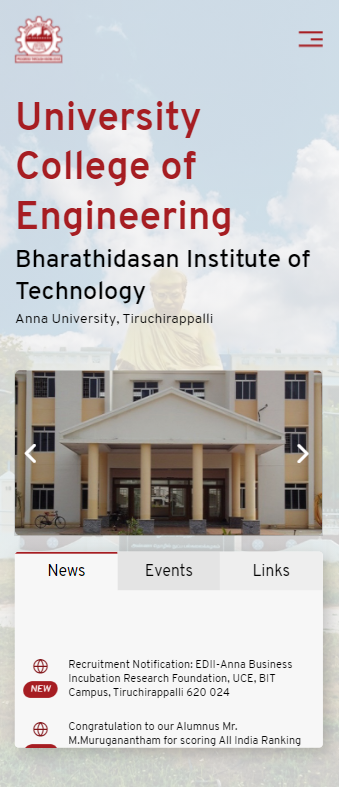 University
College of
Engineering
Bharathidasan Institute of
Technology
Anna University, Tiruchirappalli
News
Events
Links
Recruitment Notification: EDII-Anna Business
Incubation Research Foundation, UCE, BIT
NEW
Campus, Tiruchirappalli 620 024
Congratulation to our Alumnus Mr.
M.Muruganantham for scoring All India Ranking